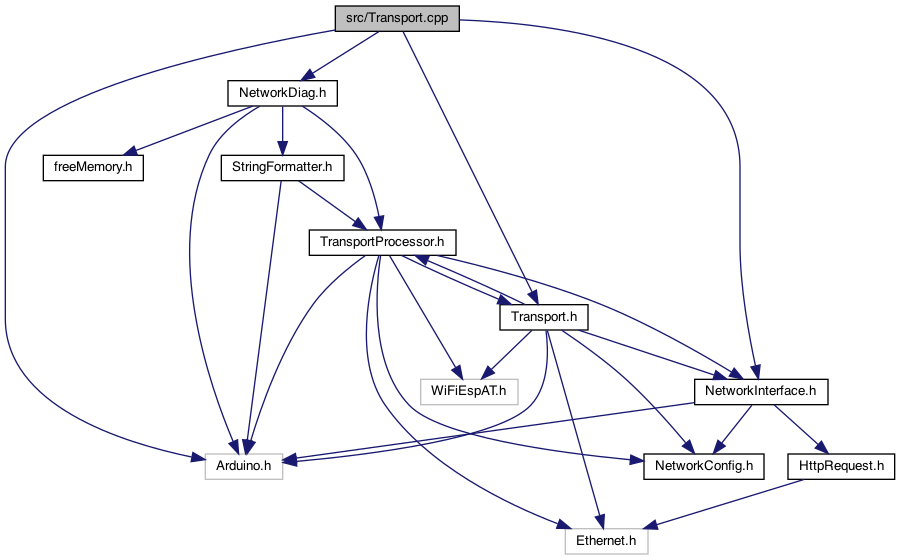 src/Transport.cpp
NetworkDiag.h
freeMemory.h
StringFormatter.h
TransportProcessor.h
Transport.h
WiFiEspAT.h
NetworkInterface.h
Arduino.h
NetworkConfig.h
HttpRequest.h
Ethernet.h